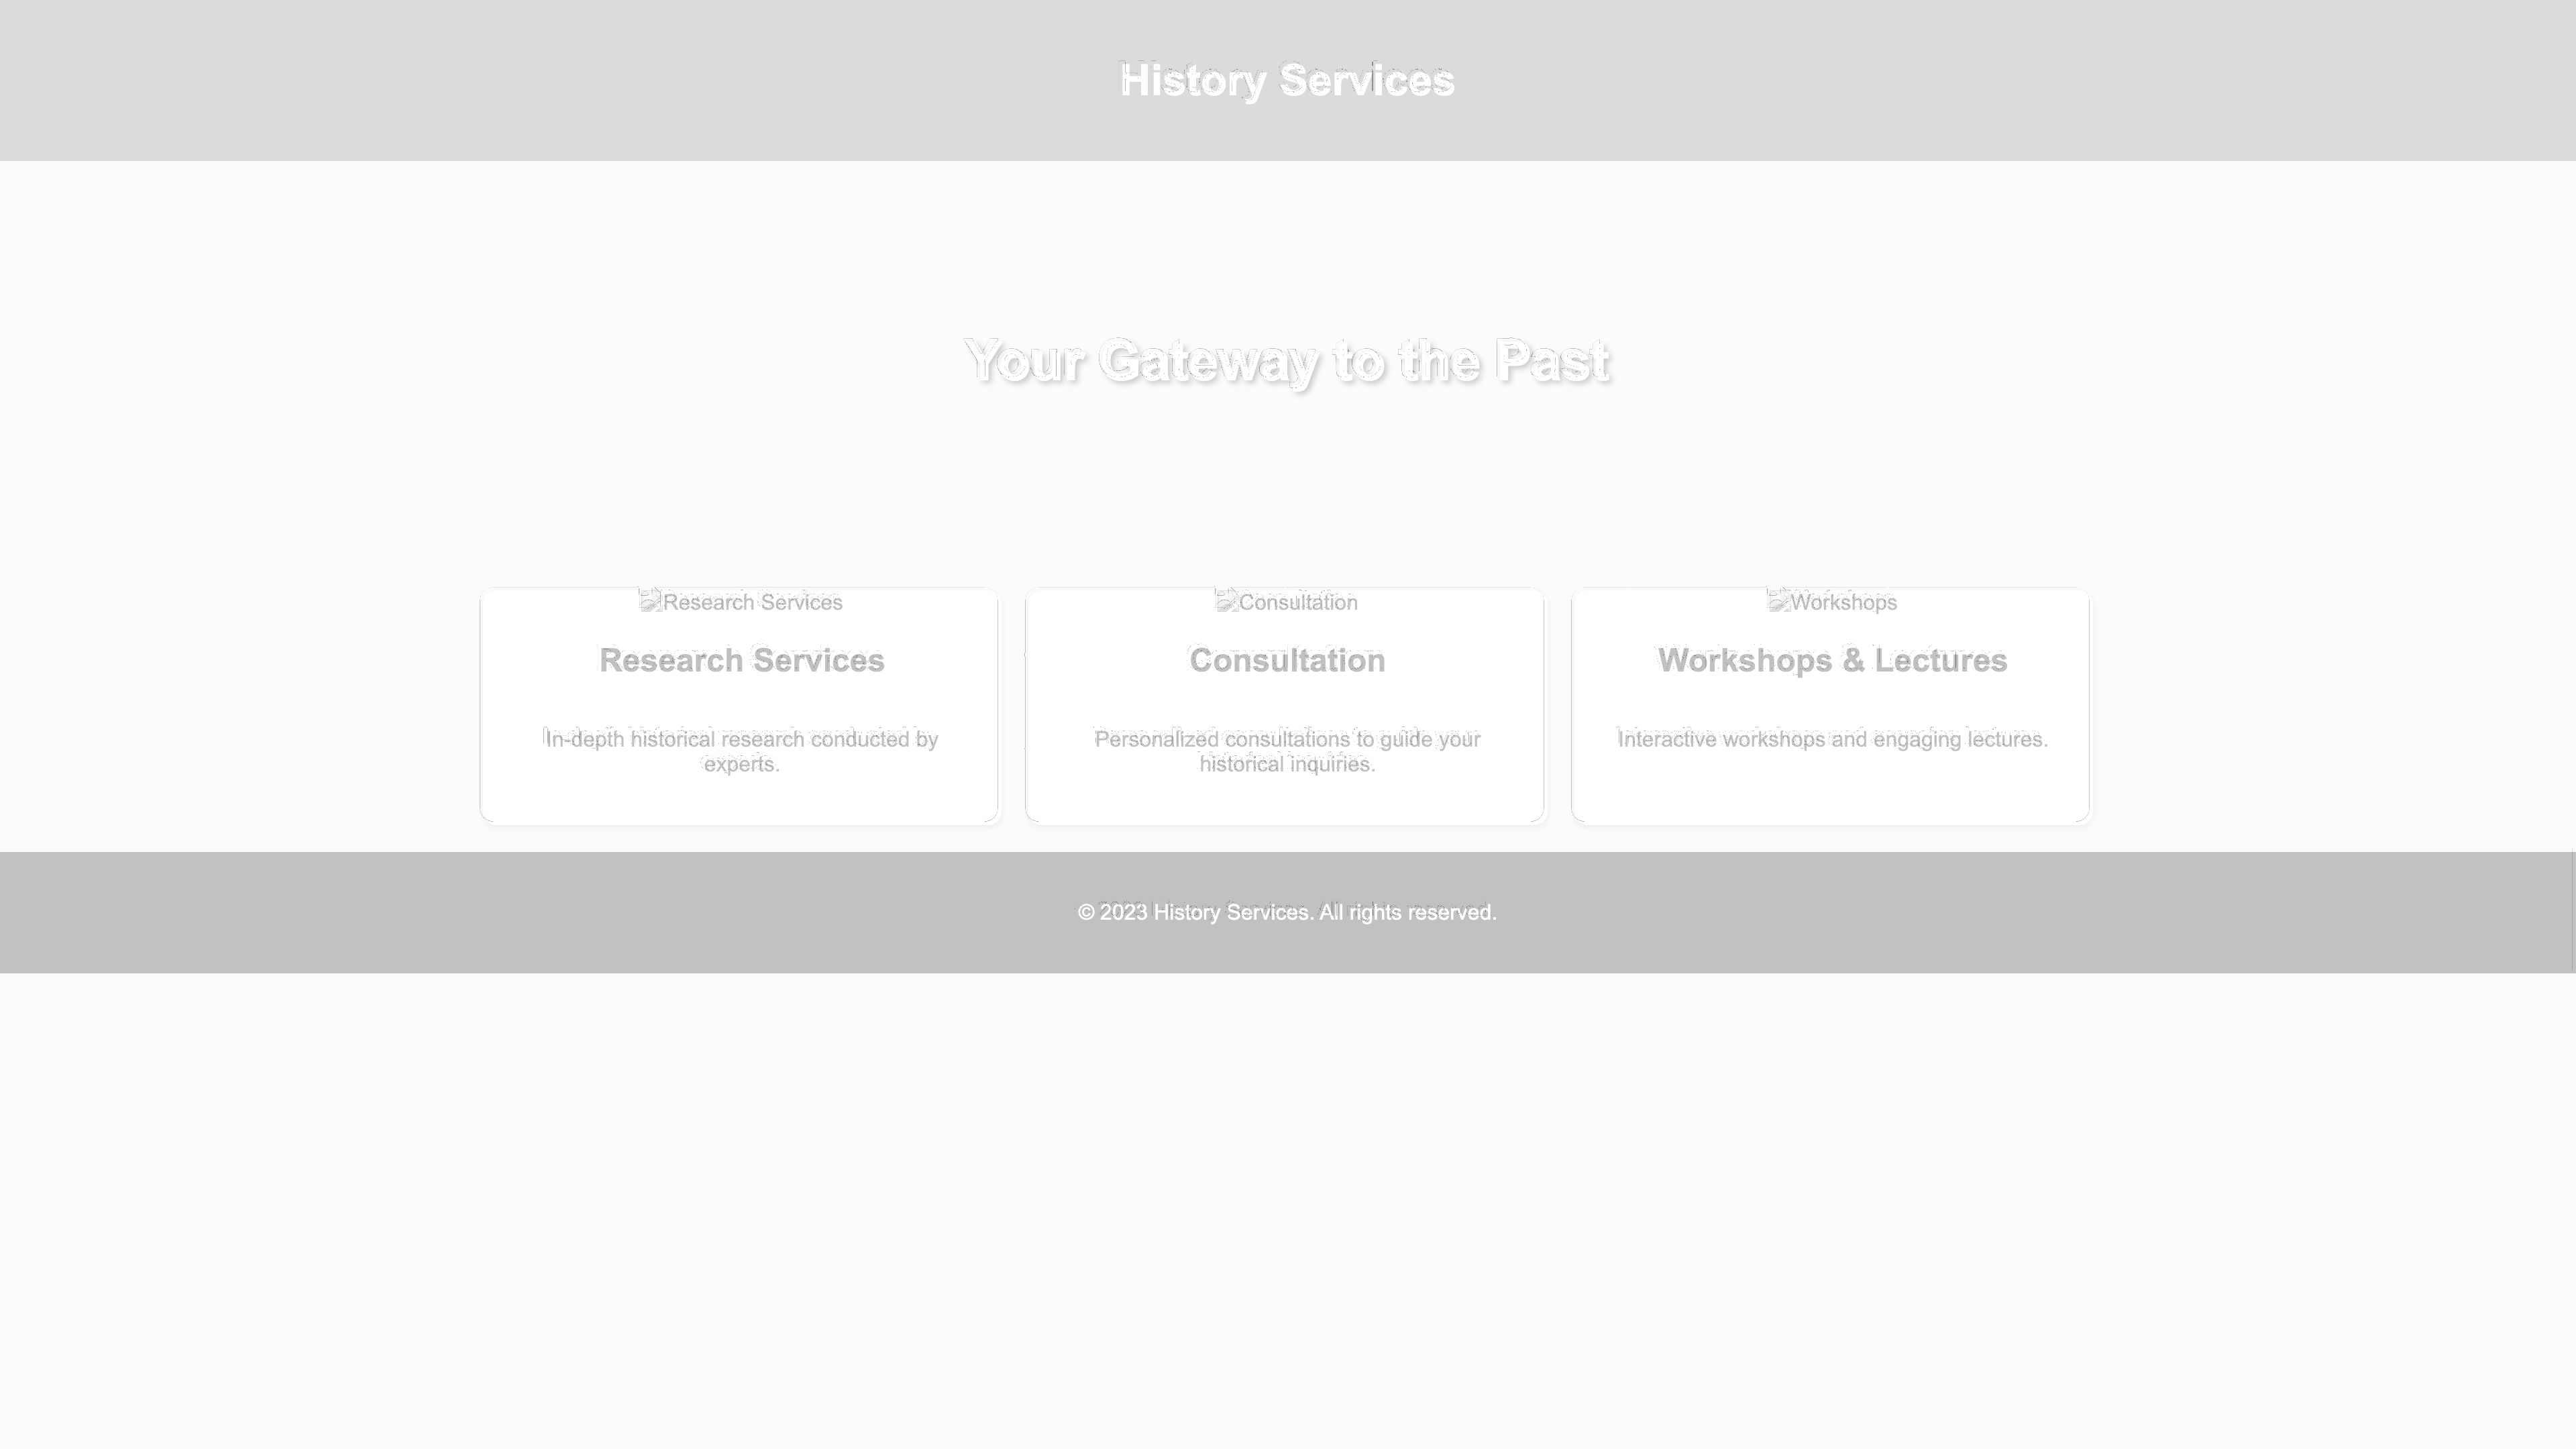 History Services
Your Gateway to the Past
Research Services
Research Services
In-depth historical research conducted by
experts.
Consultation
Consultation
Personalized consultations to guide your
historical inquiries.
Workshops
Workshops & Lectures
Interactive workshops and engaging lectures.
© 2023 History Services. All rights reserved.